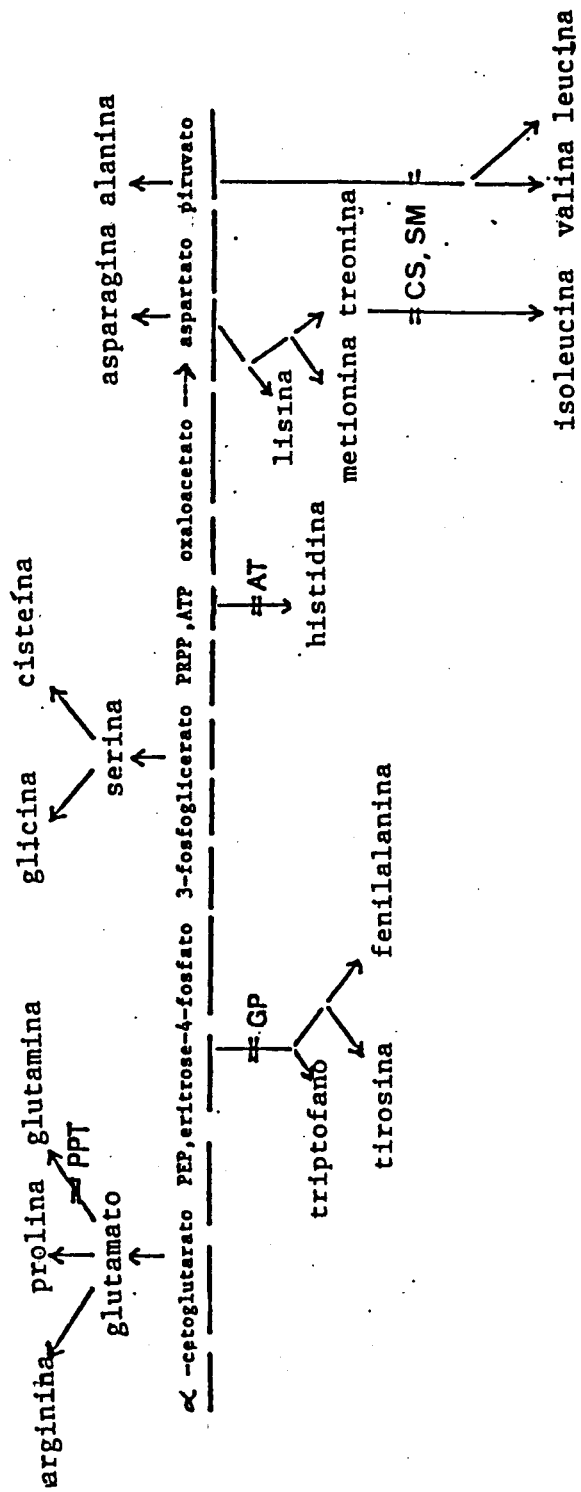 arginina prolina glutamina glicina cisteína
PPT
glutamato serina asparagina alanina
α -cetoglutarato PEP,eritrose-4-fosfato 3-fosfoglicerato PRPP,ATP oxaloacetato → aspartato piruvato
GP AT
lisina
triptofano histidina
metionina treonina
tirosina fenilalanina
CS, SM
isoleucina valina leucina